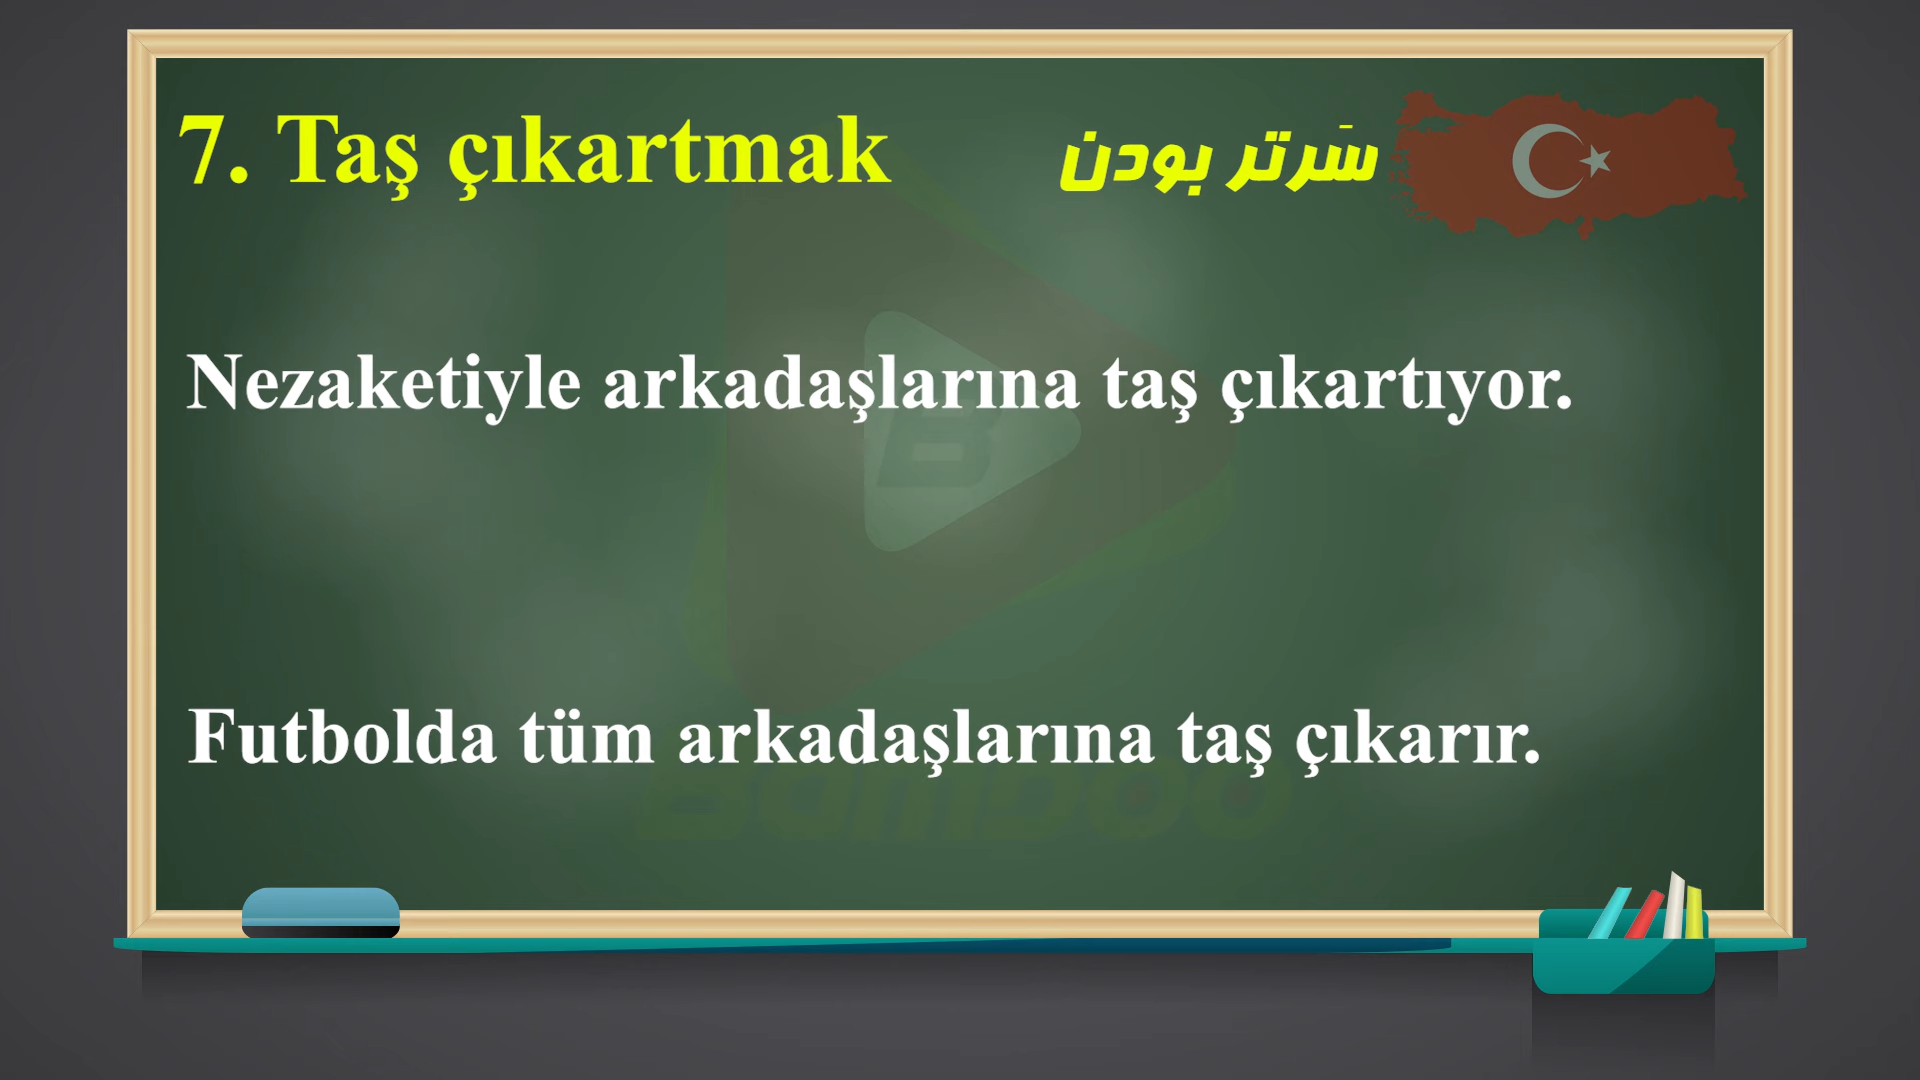 7. Taş çıkartmak
سَرتر بودن
Nezaketiyle arkadaşlarına taş çıkartıyor.
B
Futbolda tüm arkadaşlarına taş çıkarır.